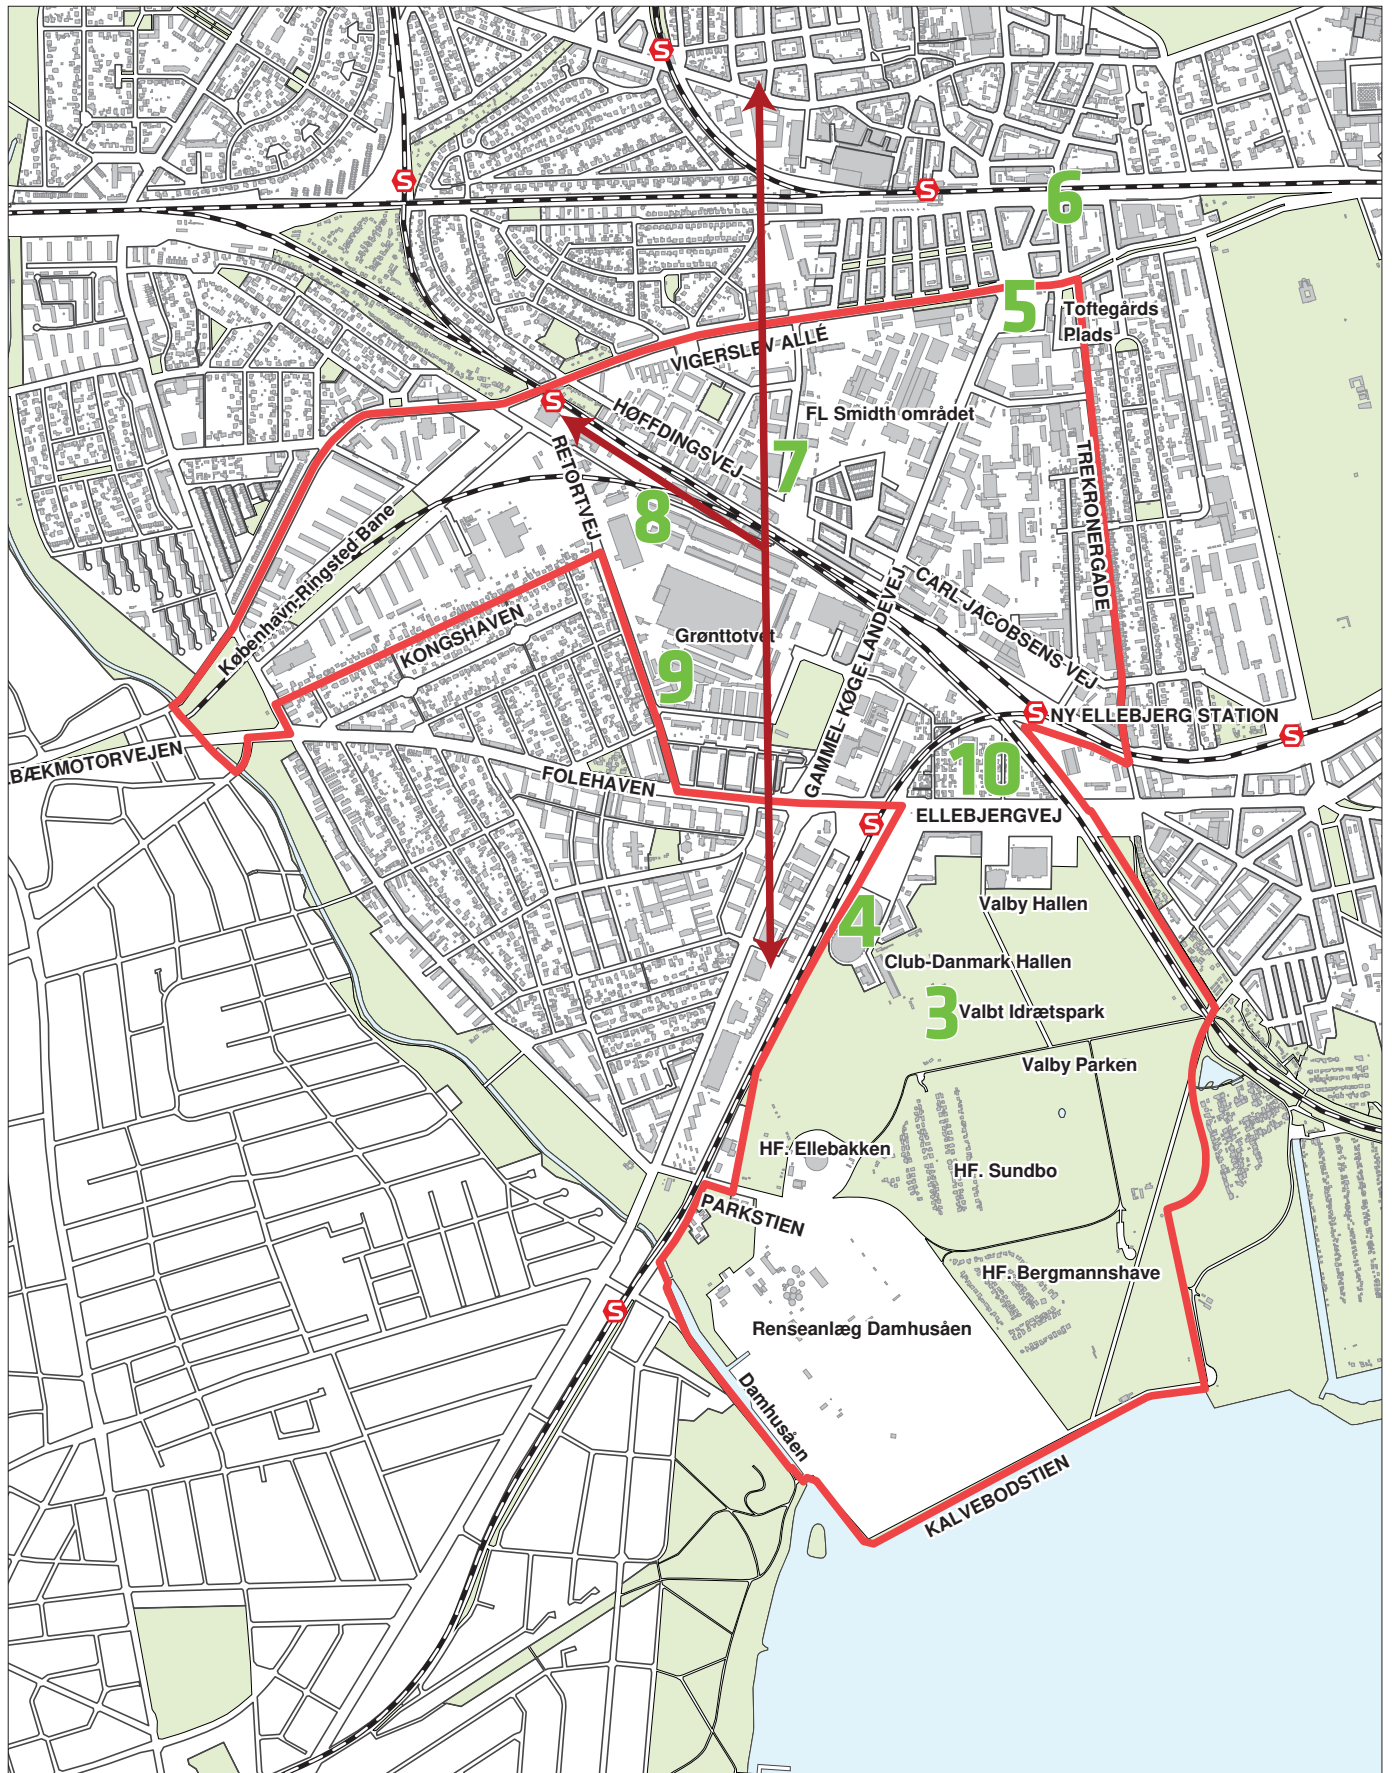 S
S
S
6
5
Toftegårds
Plads
VIGERSLEV ALLÉ
S
HØFFDINGSVEJ
FL Smidth området
RETORTVEJ
7
TREKRONERGADE
8
København-Ringsted Bane
CARL JACOBSENS VEJ
KONGSHAVEN
Grønttotvet
9
GAMMEL KØGE LANDEVEJ
S
NY ELLEBJERG STATION
S
BÆKMOTORVEJEN
10
FOLEHAVEN
ELLEBJERGVEJ
S
Valby Hallen
4
Club-Danmark Hallen
3
Valbt Idrætspark
Valby Parken
HF. Ellebakken
HF. Sundbo
PARKSTIEN
HF. Bergmannshave
S
Renseanlæg Damhusåen
Damhusåen
KALVEBODSTIEN